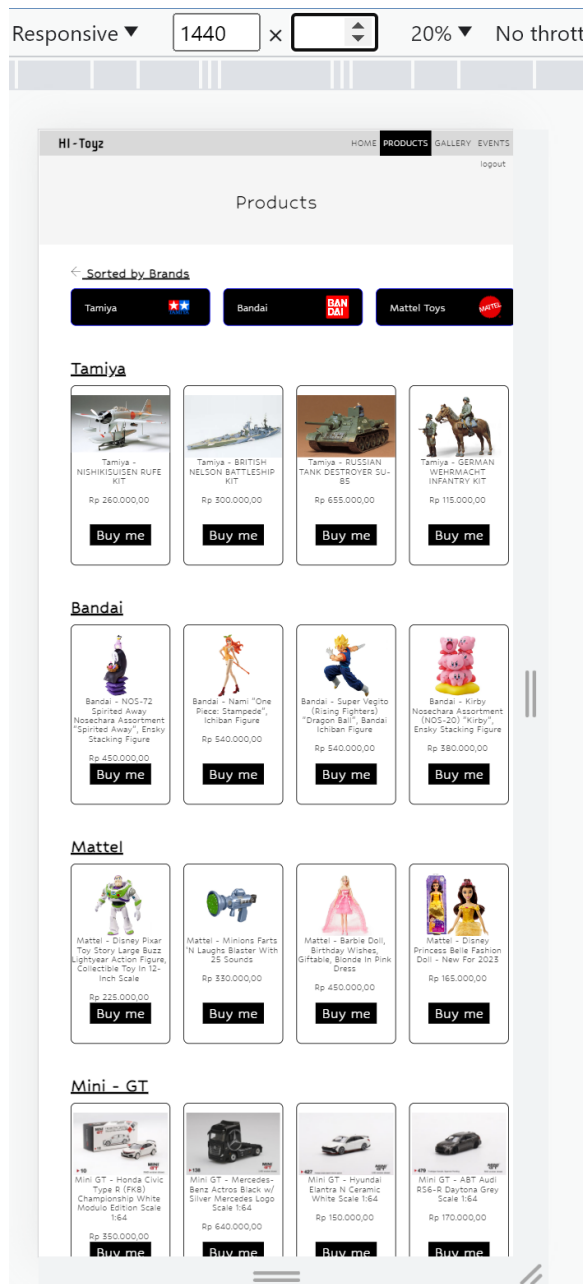 Responsive ▼ 1440 × 20% ▼ No thrott
HI - Toyz HOME PRODUCTS GALLERY EVENTS
logout
Products
← Sorted by Brands
Tamiya Bandai BAN DAI Mattel Toys MATTEL
Tamiya
Tamiya - NISHIKISUISEN RUFE KIT
Rp 260.000,00
Buy me
Tamiya - BRITISH NELSON BATTLESHIP KIT
Rp 300.000,00
Buy me
Tamiya - RUSSIAN TANK DESTROYER SU-85
Rp 655.000,00
Buy me
Tamiya - GERMAN WEHRMACHT INFANTRY KIT
Rp 115.000,00
Buy me
Bandai
Bandai - NOS-72 Spirited Away Nosechara Assortment "Spirited Away", Ensky Stacking Figure
Rp 450.000,00
Buy me
Bandai - Nami "One Piece: Stampede", Ichiban Figure
Rp 540.000,00
Buy me
Bandai - Super Vegito (Rising Fighters) "Dragon Ball", Bandai Ichiban Figure
Rp 540.000,00
Buy me
Bandai - Kirby Nosechara Assortment (NOS-20) "Kirby", Ensky Stacking Figure
Rp 380.000,00
Buy me
Mattel
Mattel - Disney Pixar Toy Story Large Buzz Lightyear Action Figure, Collectible Toy In 12-Inch Scale
Rp 225.000,00
Buy me
Mattel - Minions Farts 'N Laughs Blaster With 25 Sounds
Rp 330.000,00
Buy me
Mattel - Barbie Doll, Birthday Wishes, Giftable, Blonde In Pink Dress
Rp 450.000,00
Buy me
Mattel - Disney Princess Belle Fashion Doll - New For 2023
Rp 165.000,00
Buy me
Mini - GT
Mini GT - Honda Civic Type R (FK8) Championship White Modulo Edition Scale 1:64
Rp 350.000,00
Buy me
Mini GT - Mercedes-Benz Actros Black w/ Silver Mercedes Logo Scale 1:64
Rp 640.000,00
Buy me
Mini GT - Hyundai Elantra N Ceramic White Scale 1:64
Rp 150.000,00
Buy me
Mini GT - ABT Audi RS6-R Daytona Grey Scale 1:64
Rp 170.000,00
Buy me